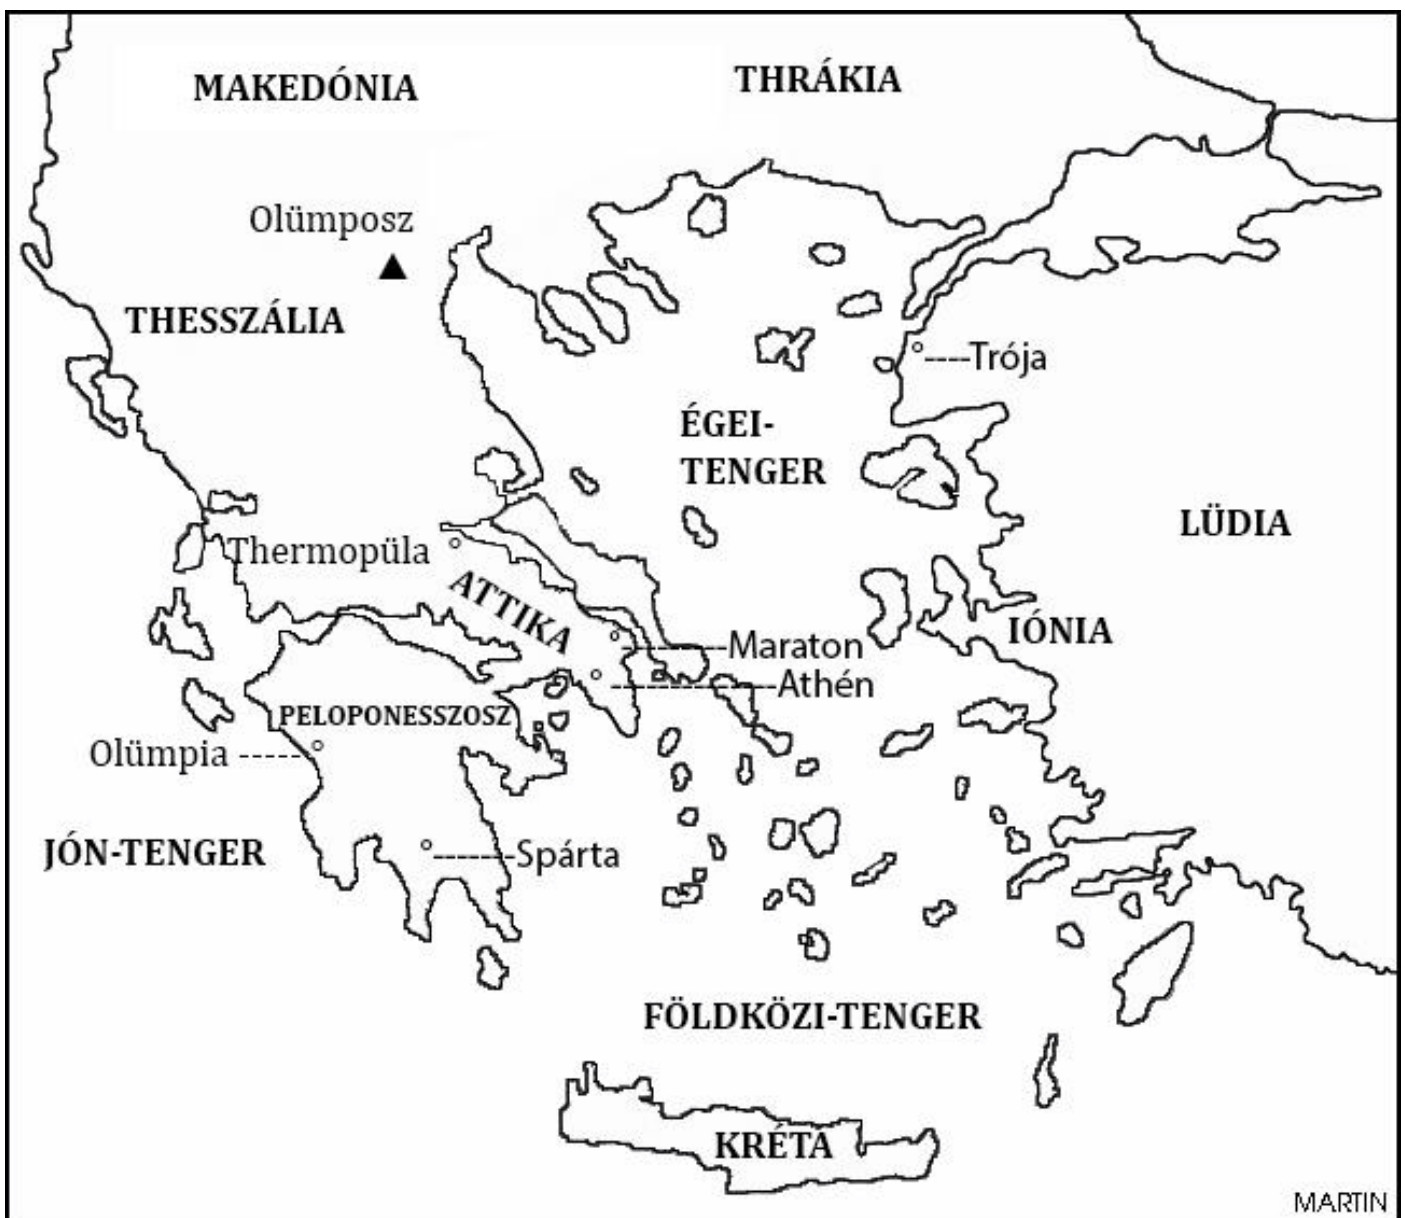 MAKEDÓNIA
THRÁKIA
Olümposz
THESSZÁLIA
Trója
ÉGEI-
TENGER
LÜDIA
Thermopüla
ATTIKA
IÓNIA
Maraton
Athén
PELOPONESSZOSZ
Olümpia
JÓN-TENGER
Spárta
FÖLDKÖZI-TENGER
KRÉTA
MARTIN